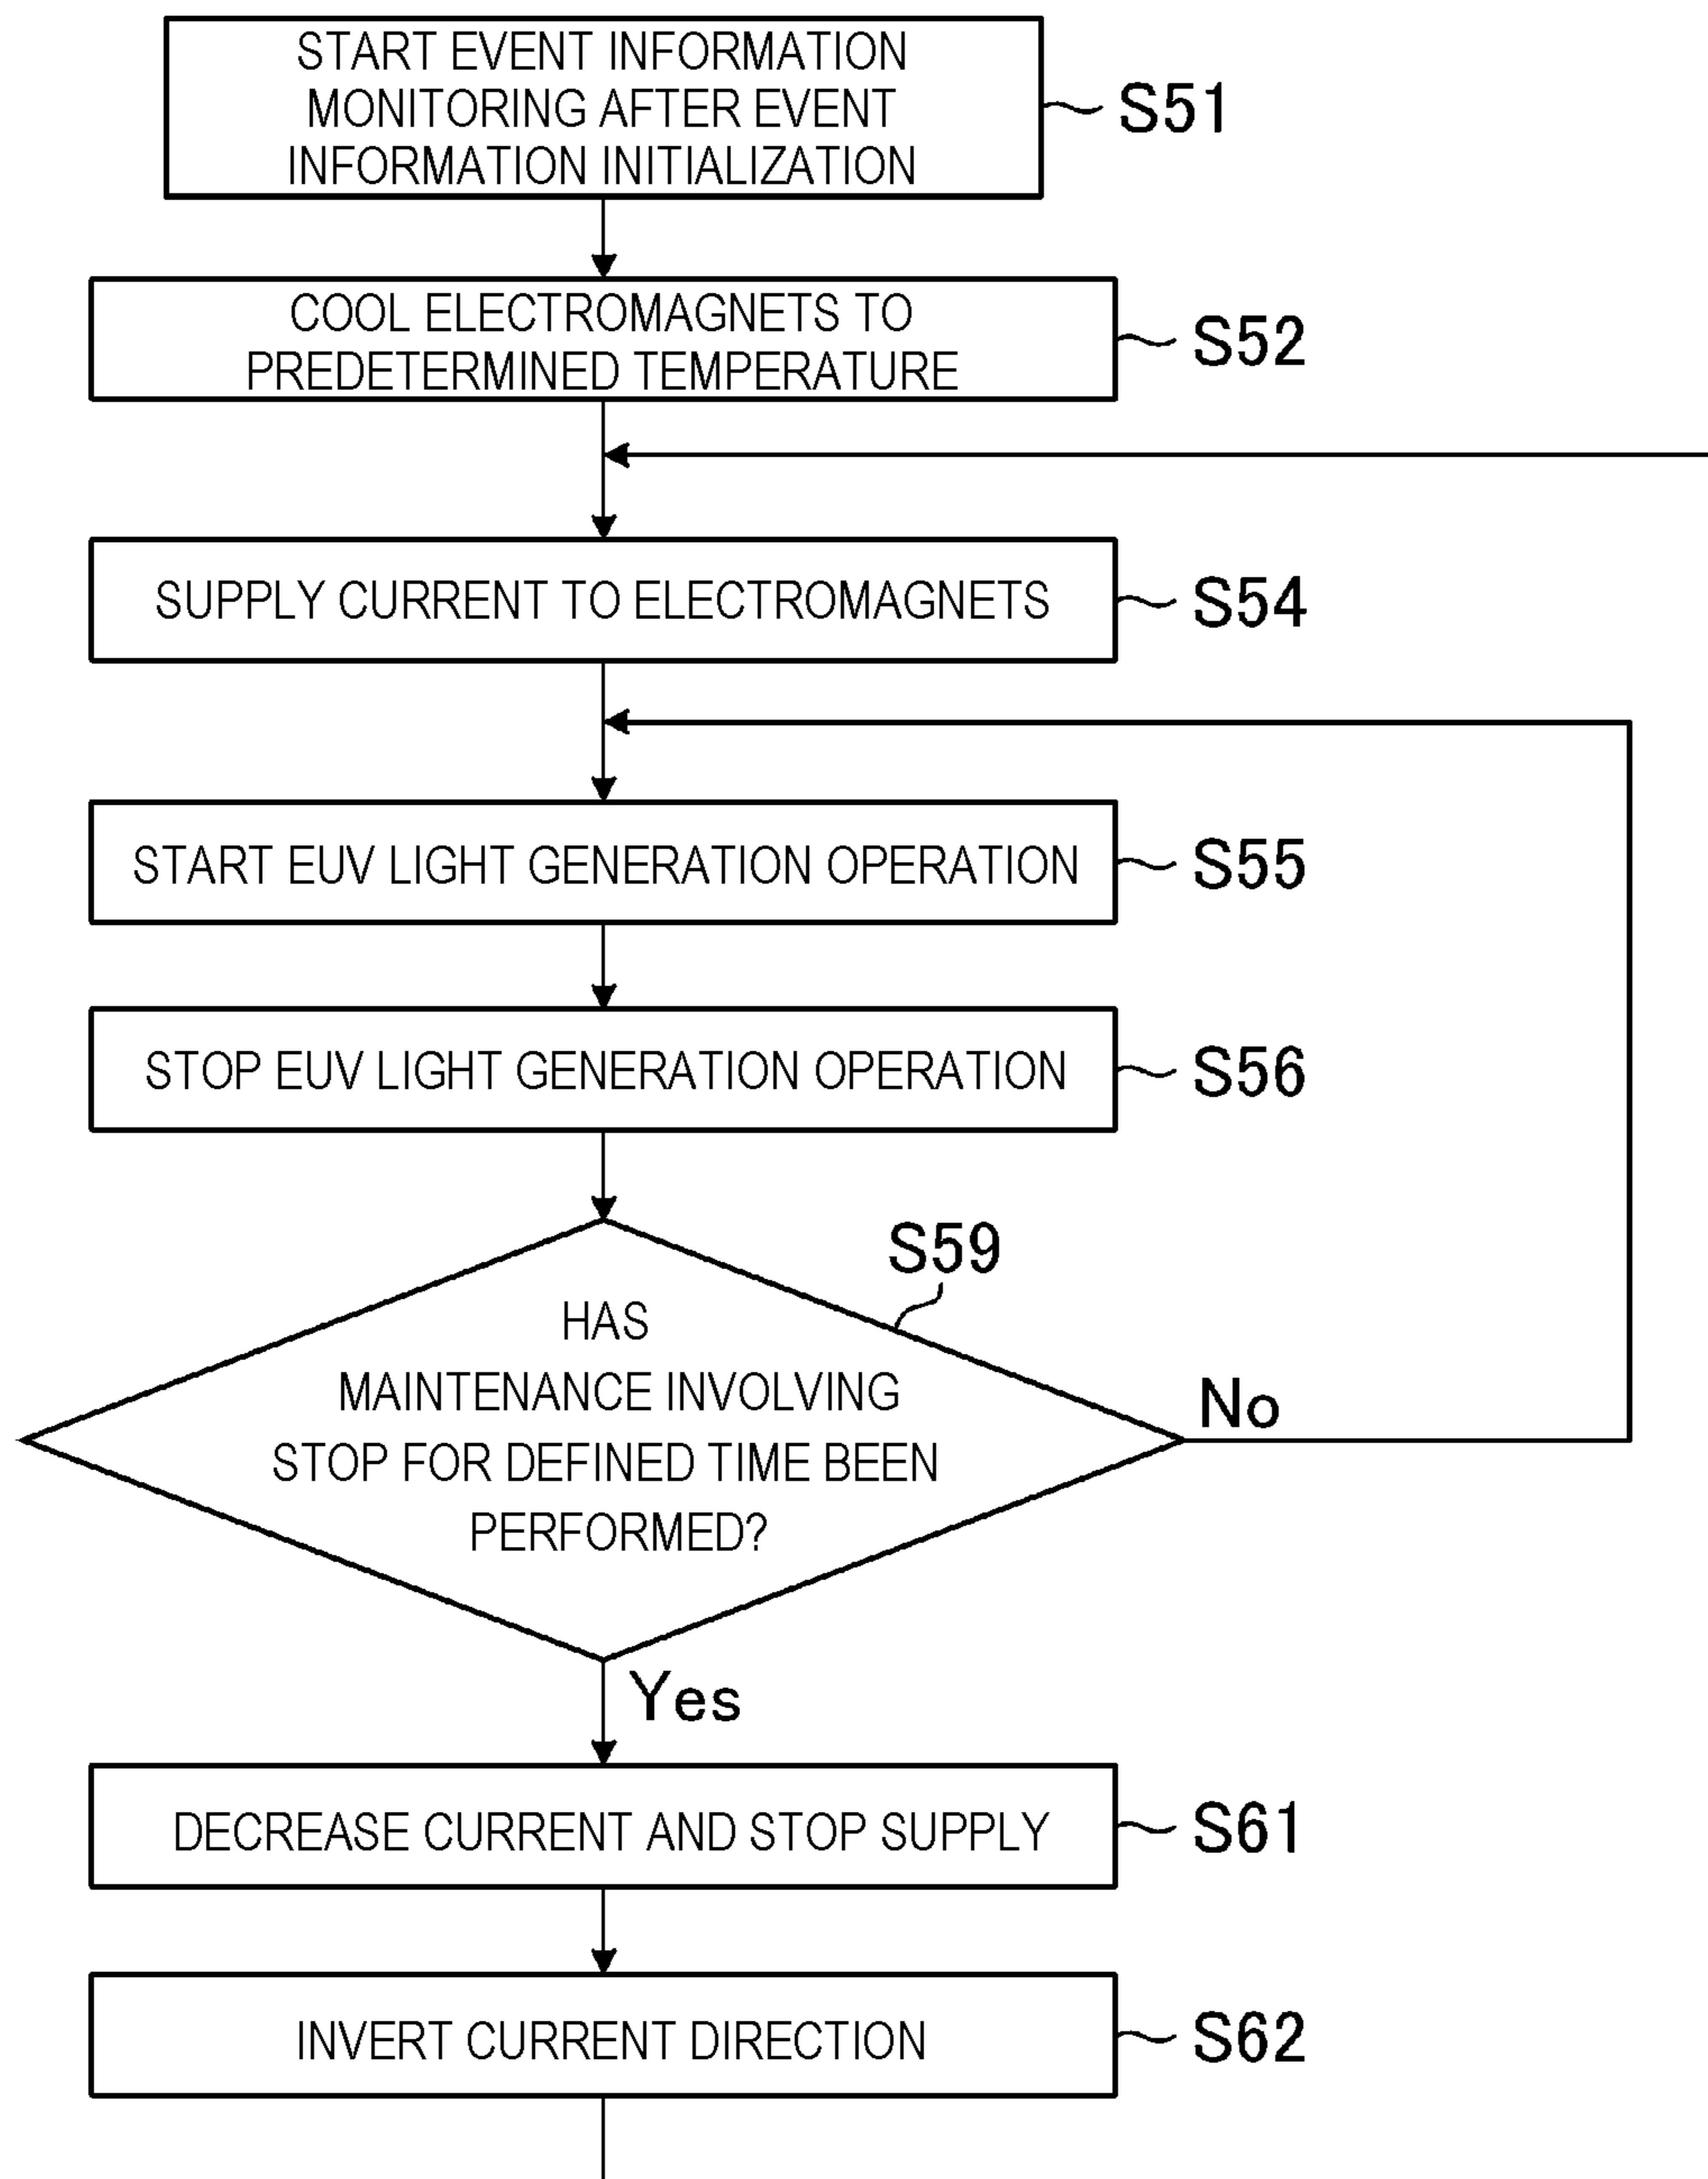 START EVENT INFORMATION
MONITORING AFTER EVENT
INFORMATION INITIALIZATION
S51
COOL ELECTROMAGNETS TO
PREDETERMINED TEMPERATURE
S52
SUPPLY CURRENT TO ELECTROMAGNETS
S54
START EUV LIGHT GENERATION OPERATION
S55
STOP EUV LIGHT GENERATION OPERATION
S56
S59
HAS
MAINTENANCE INVOLVING
STOP FOR DEFINED TIME BEEN
PERFORMED?
No
Yes
DECREASE CURRENT AND STOP SUPPLY
S61
INVERT CURRENT DIRECTION
S62